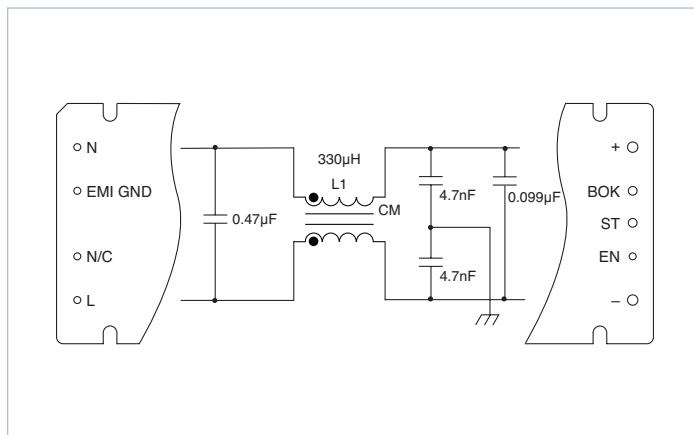 N
EMI GND
N/C
L
0.47µF
330µH
L1
CM
4.7nF
4.7nF
0.099µF
+
BOK
ST
EN
–